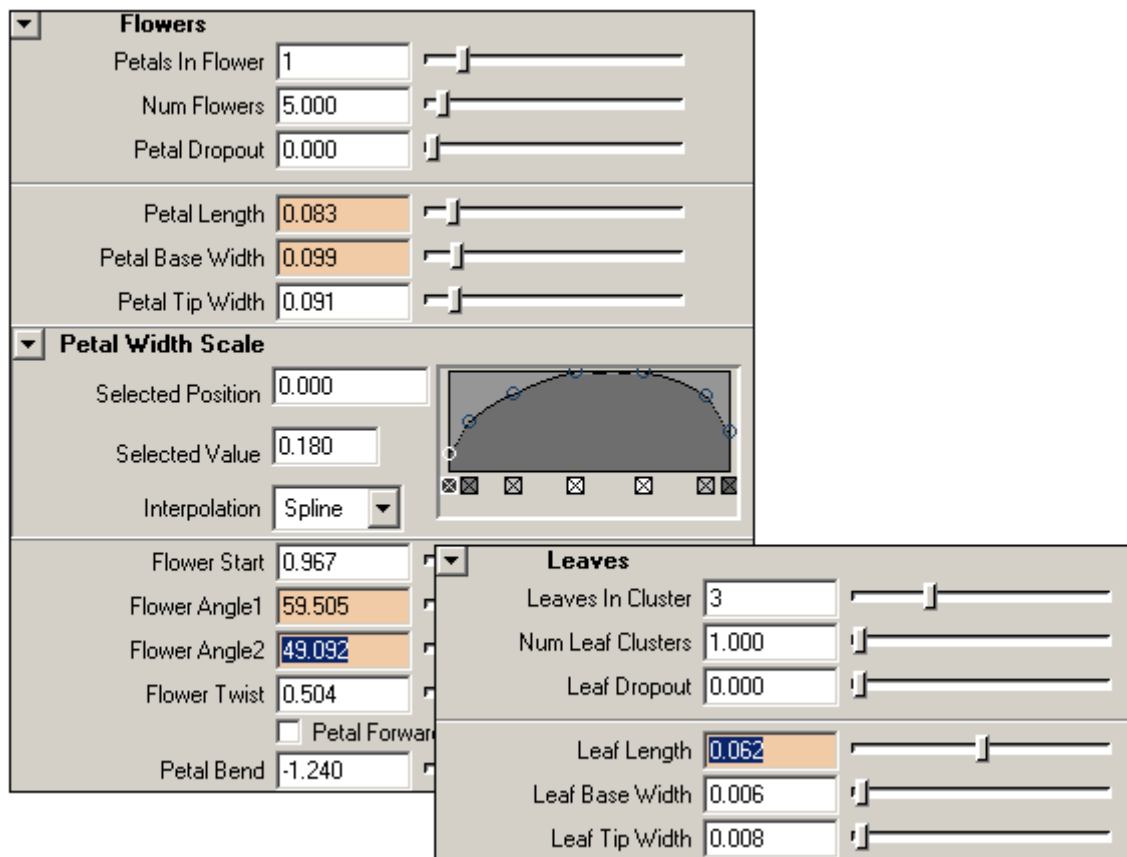 Flowers
Petals In Flower 1
Num Flowers 5.000
Petal Dropout 0.000
Petal Length 0.083
Petal Base Width 0.099
Petal Tip Width 0.091
Petal Width Scale
Selected Position 0.000
Selected Value 0.180
Interpolation Spline
Flower Start 0.967
Flower Angle1 59.505
Flower Angle2 49.092
Flower Twist 0.504
Petal Forwar
Petal Bend -1.240
Leaves
Leaves In Cluster 3
Num Leaf Clusters 1.000
Leaf Dropout 0.000
Leaf Length 0.062
Leaf Base Width 0.006
Leaf Tip Width 0.008